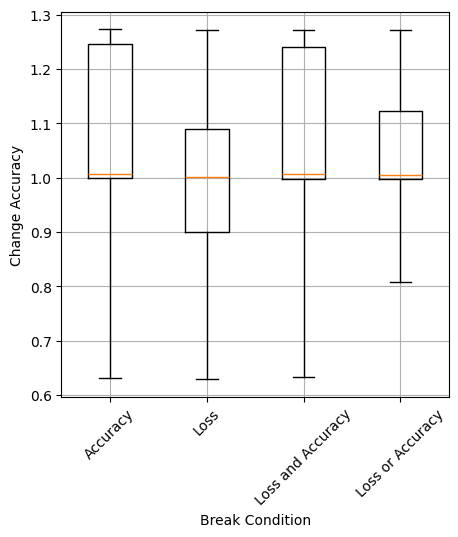 1.3
1.2
1.1
1.0
0.9
0.8
0.7
0.6
Change Accuracy
Accuracy
Loss
Loss and Accuracy
Loss or Accuracy
Break Condition